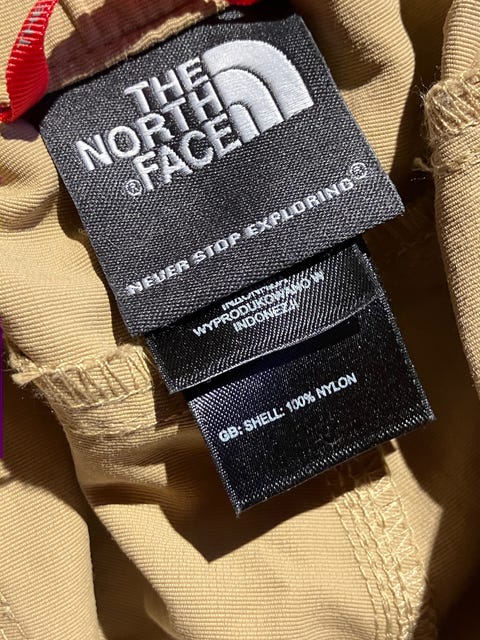 THE
NORTH
FACE
®
NEVER STOP EXPLORING®
WYPRODUKOWANO W
INDONEZJI
GB: SHELL: 100% NYLON